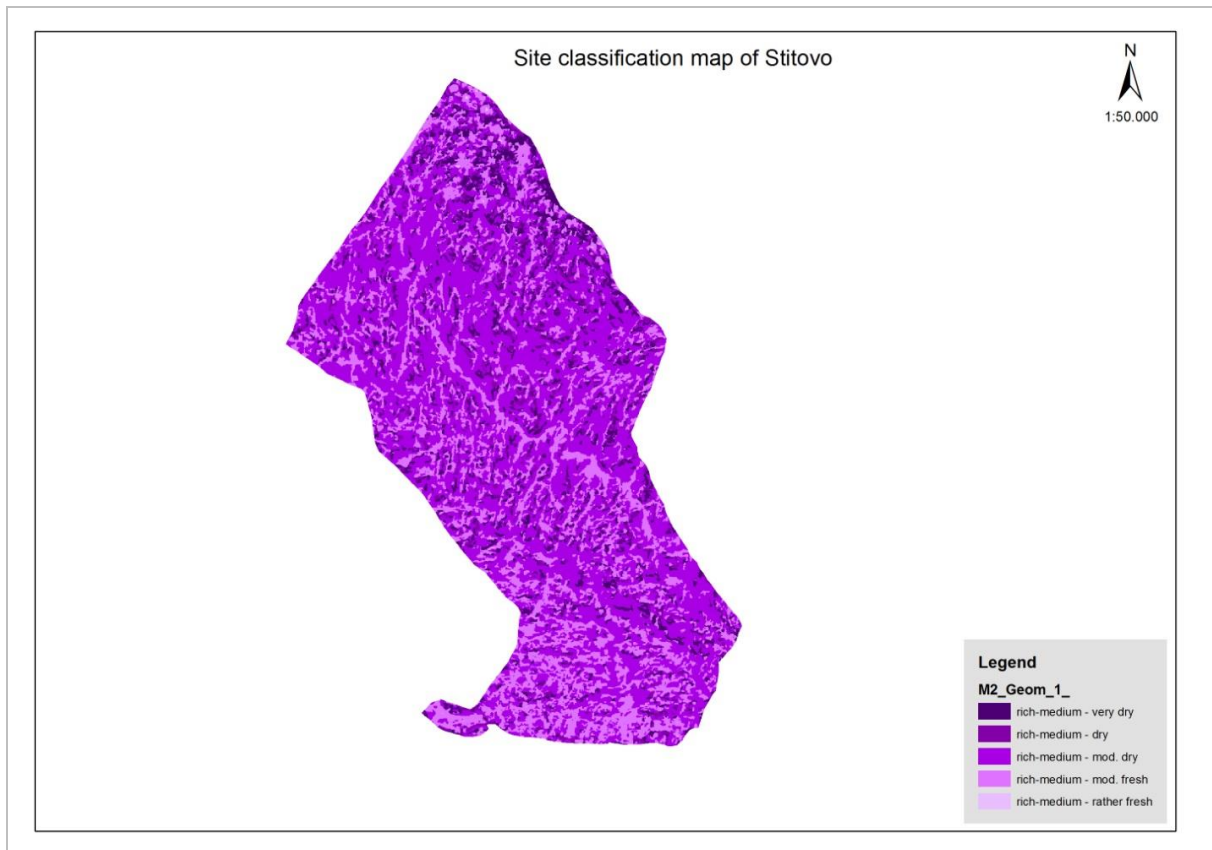 Site classification map of Stitovo
N
1:50.000
Legend
M2_Geom_1_
rich-medium - very dry
rich-medium - dry
rich-medium - mod. dry
rich-medium - mod. fresh
rich-medium - rather fresh